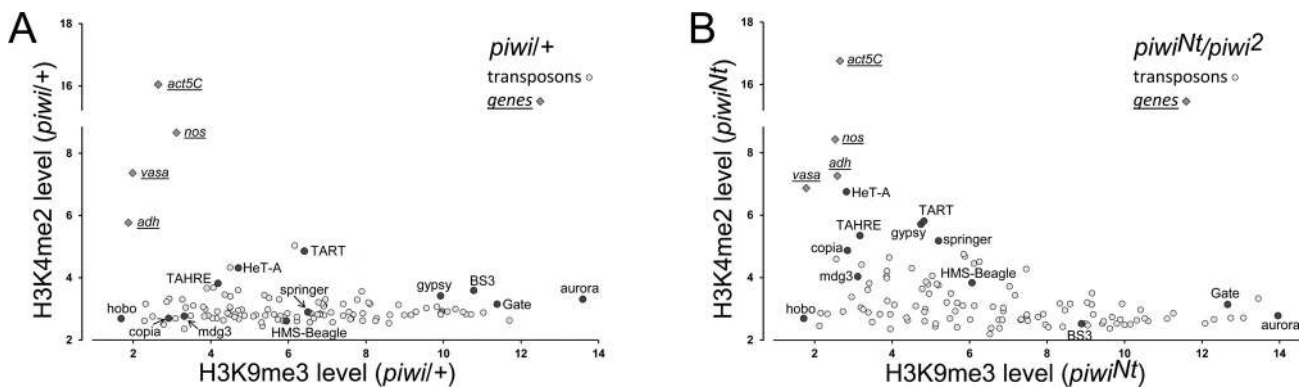 A
piwi/+
transposons
genes
act5C
nos
vasa
adh
TART
HeT-A
TAHRE
springer
gypsy
BS3
Gate
aurora
hobo
copia
mdg3
HMS-Beagle
H3K4me2 level (piwi/+)
16
18
8
6
4
2
2 4 6 8 10 12 14
H3K9me3 level (piwi/+)
B
piwiNt/piwi2
transposons
genes
act5C
nos
adh
vasa
HeT-A
TART
TAHRE
gypsy
springer
copia
mdg3
HMS-Beagle
hobo
Gate
BS3
aurora
H3K4me2 level (piwiNt)
18
16
8
6
4
2
2 4 6 8 10 12 14
H3K9me3 level (piwiNt)